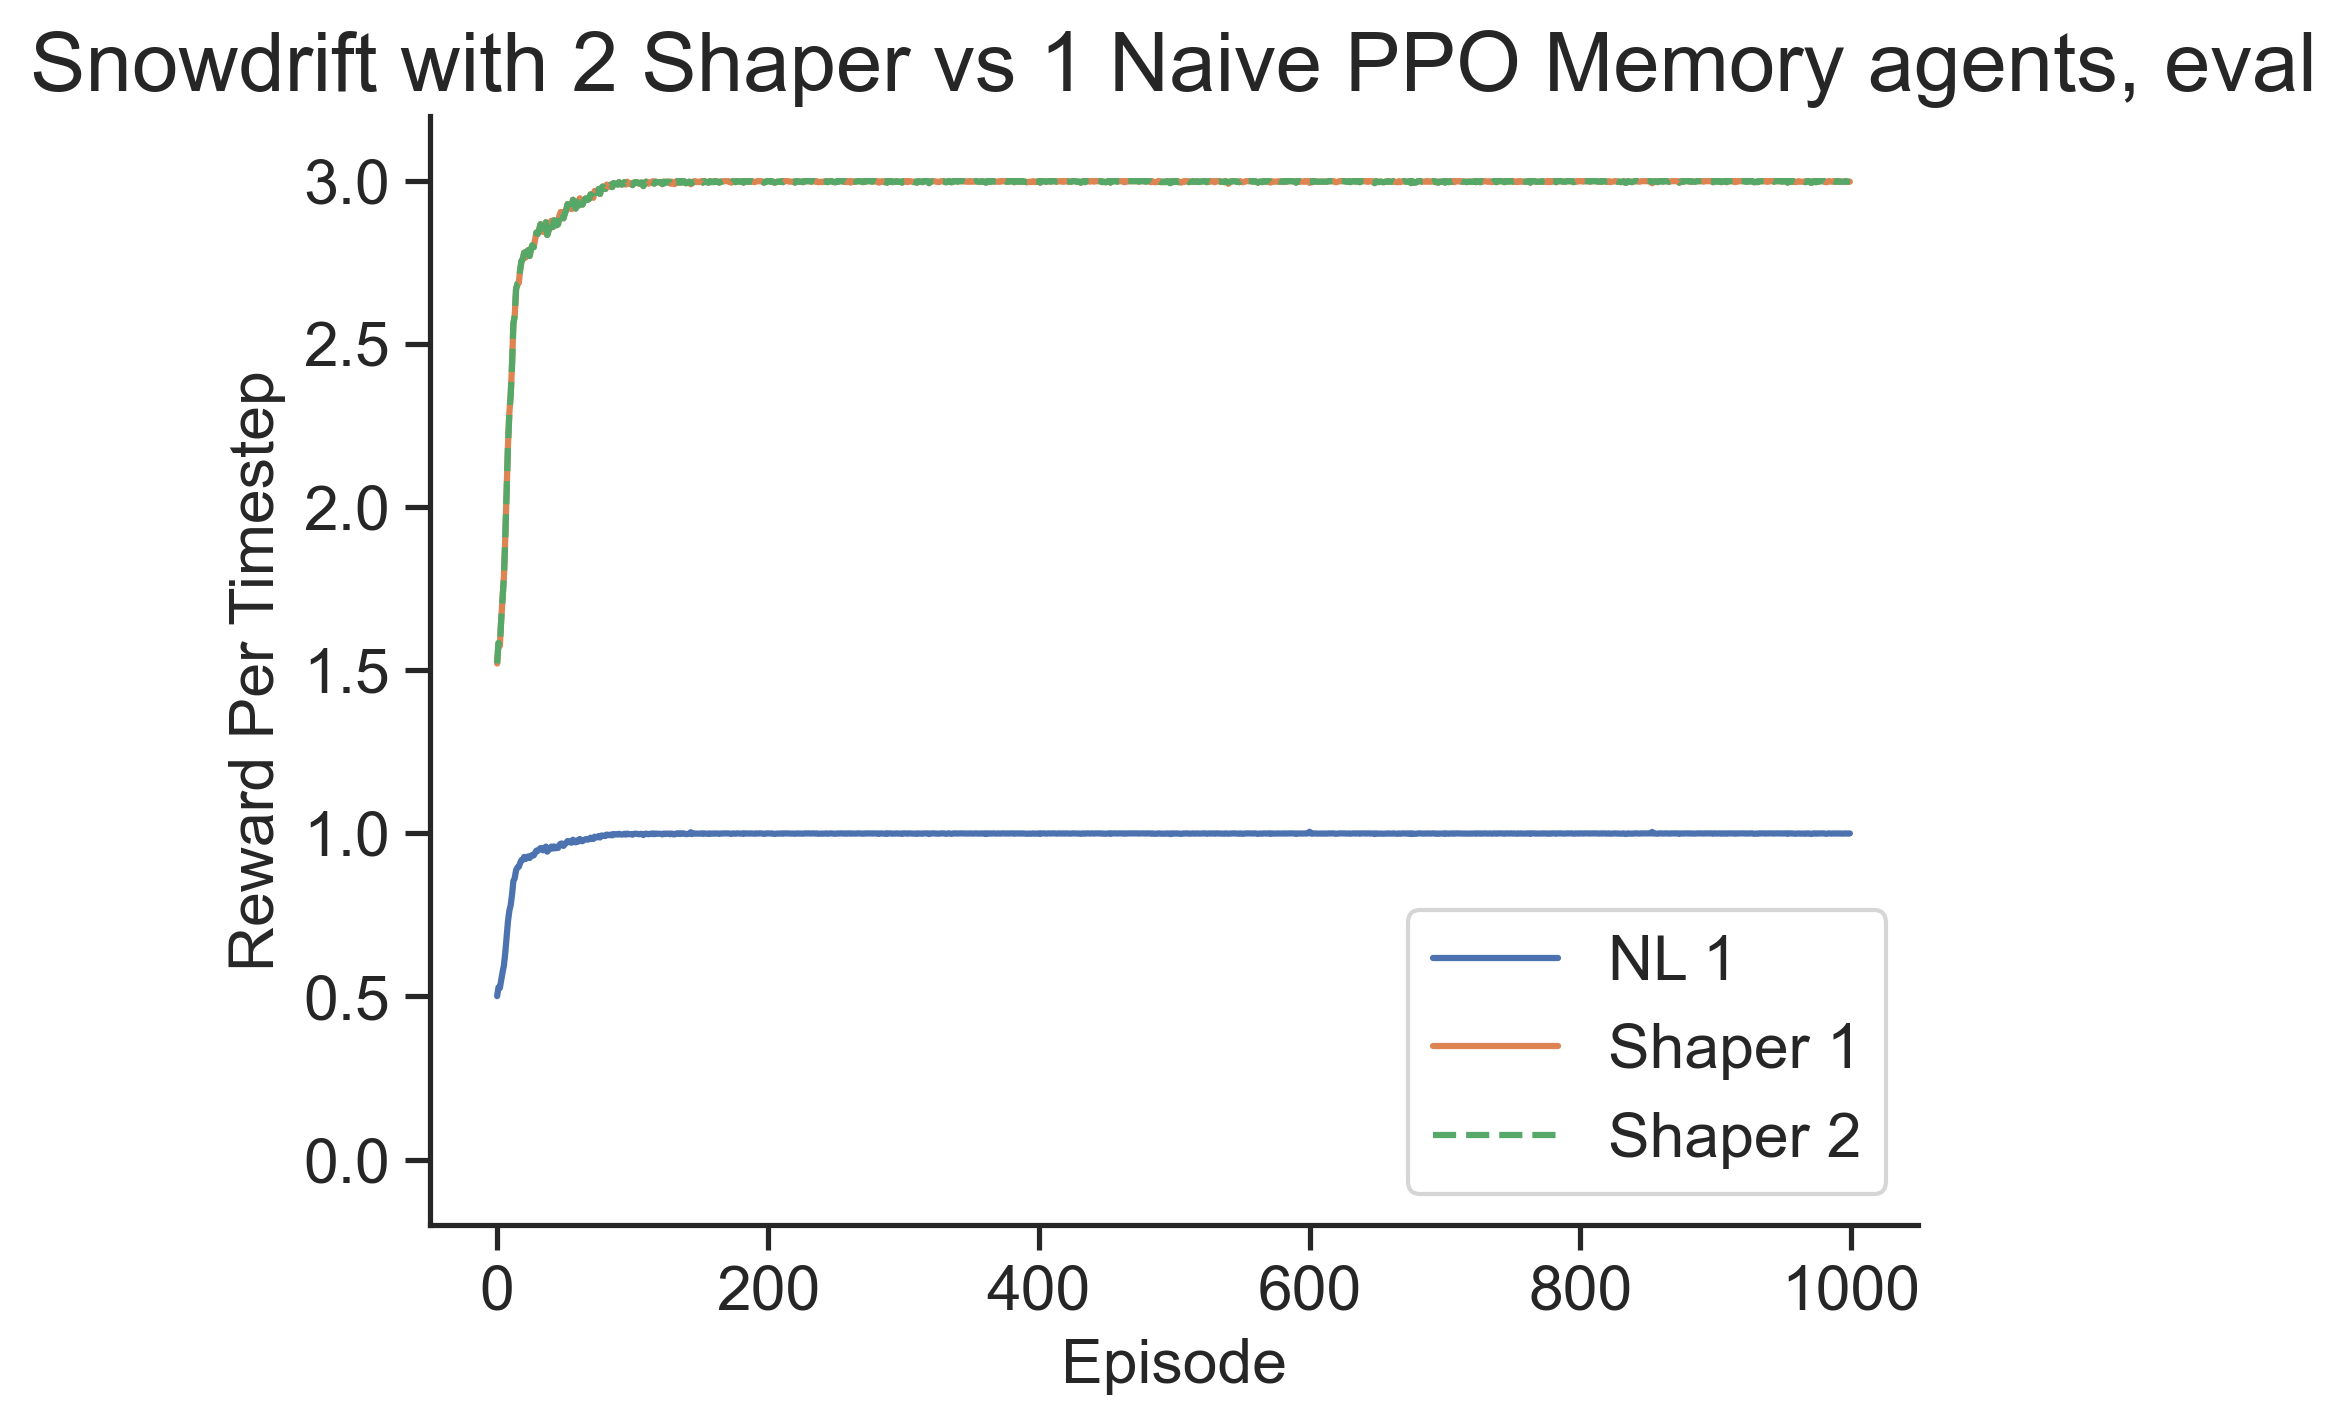 Snowdrift with 2 Shaper vs 1 Naive PPO Memory agents, eval
3.0
2.5
2.0
1.5
1.0
0.5
0.0
Reward Per Timestep
NL 1
Shaper 1
Shaper 2
0 200 400 600 800 1000
Episode